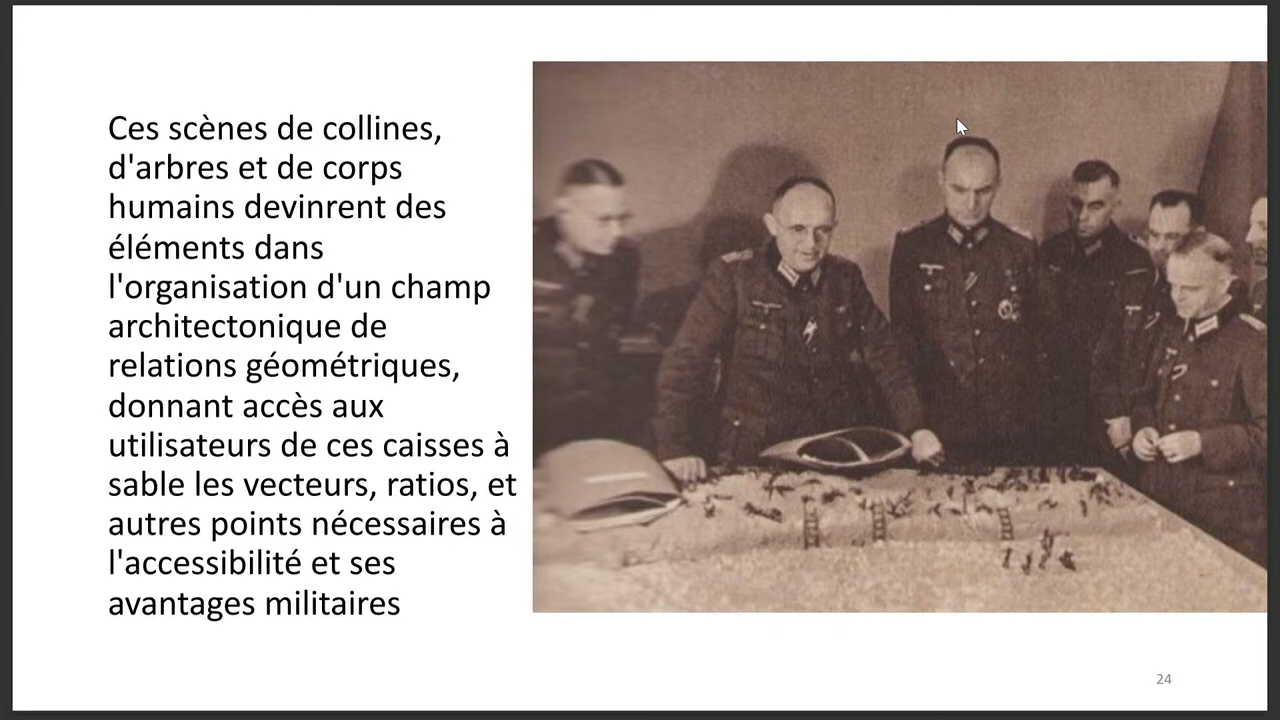 Ces scènes de collines,
d'arbres et de corps
humains devinrent des
éléments dans
l'organisation d'un champ
architectonique de
relations géométriques,
donnant accès aux
utilisateurs de ces caisses à
sable les vecteurs, ratios, et
autres points nécessaires à
l'accessibilité et ses
avantages militaires
24